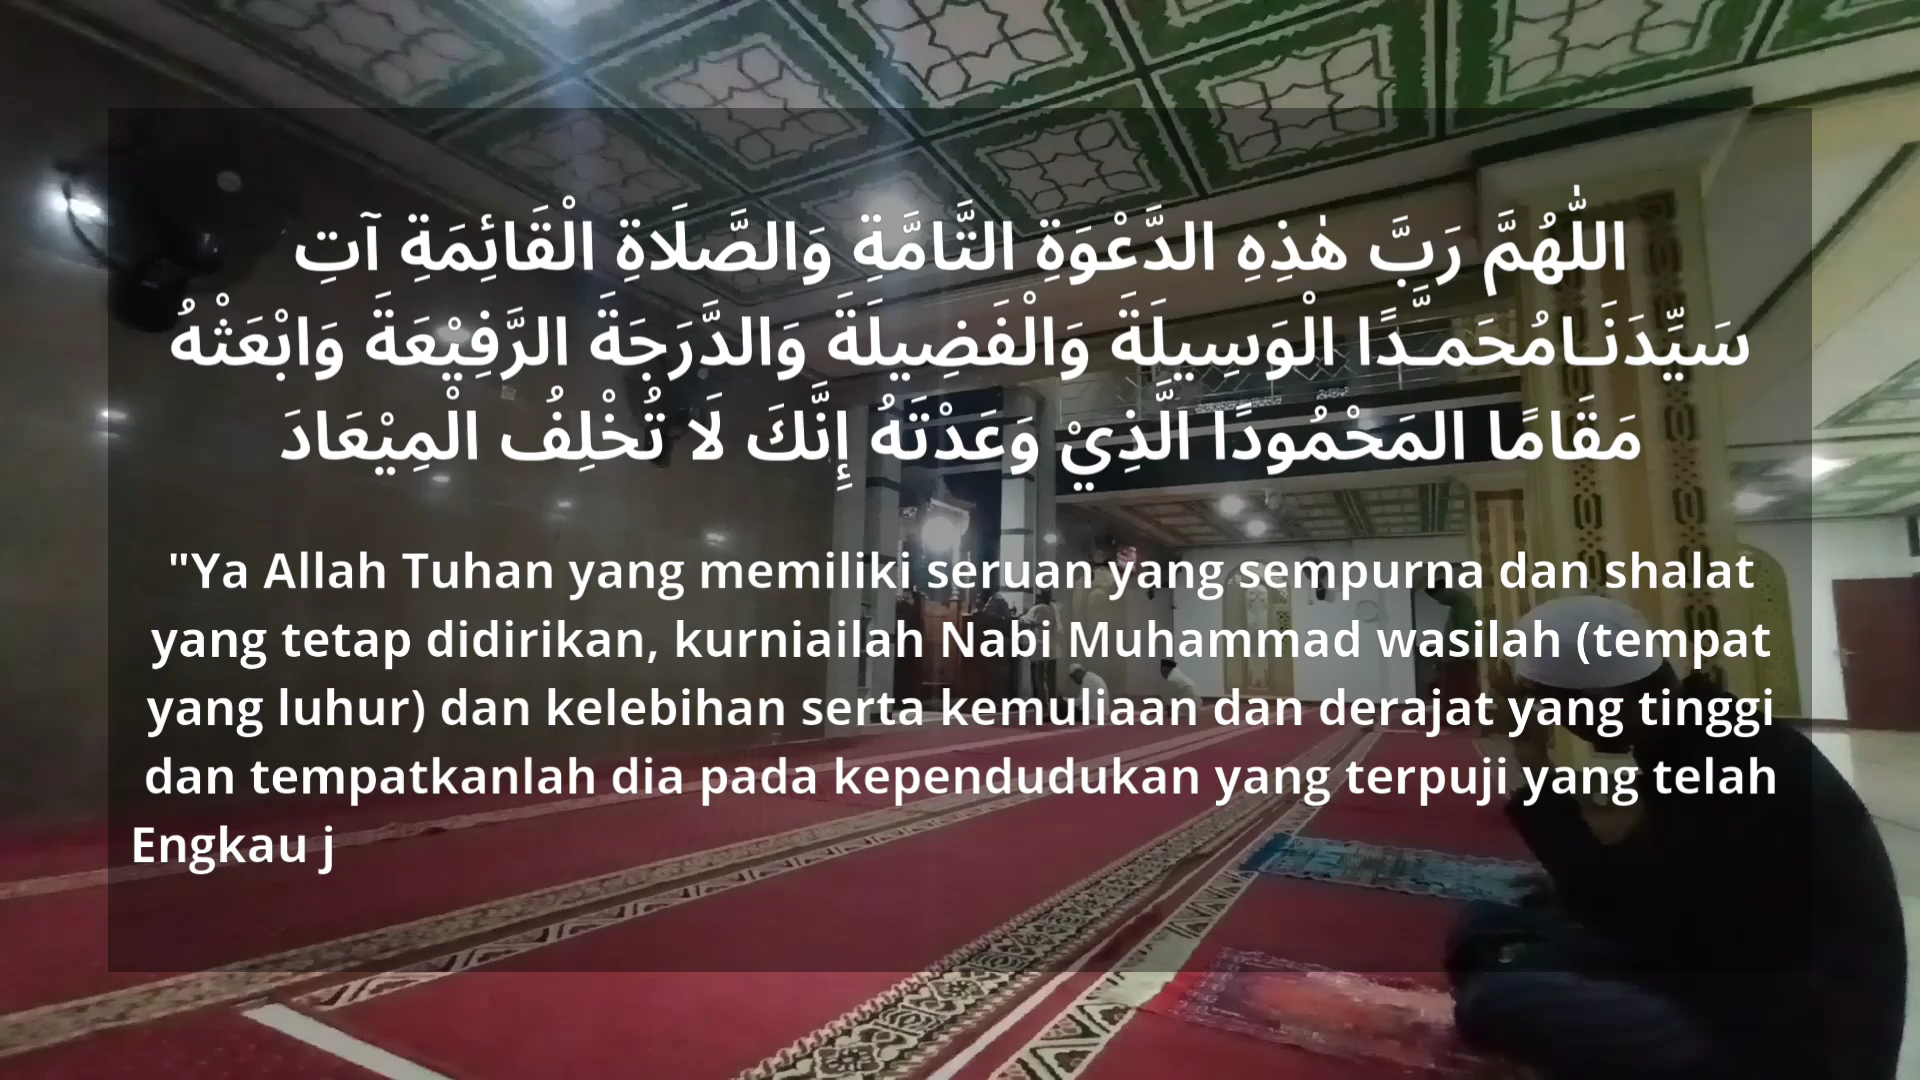 اللّٰهُمَّ رَبَّ هٰذِهِ الدَّعْوَةِ التَّامَّةِ وَالصَّلَاةِ الْقَائِمَةِ آتِ
سَيِّدَنَـامُحَمـَّدًا الْوَسِيلَةَ وَالْفَضِيلَةَ وَالدَّرَجَةَ الرَّفِيْعَةَ وَابْعَثْهُ
مَقَامًا المَحْمُودًا الَّذِيْ وَعَدْتَهُ إِنَّكَ لَا تُخْلِفُ الْمِيْعَادَ
"Ya Allah Tuhan yang memiliki seruan yang sempurna dan shalat
yang tetap didirikan, kurniailah Nabi Muhammad wasilah (tempat
yang luhur) dan kelebihan serta kemuliaan dan derajat yang tinggi
dan tempatkanlah dia pada kependudukan yang terpuji yang telah
Engkau j